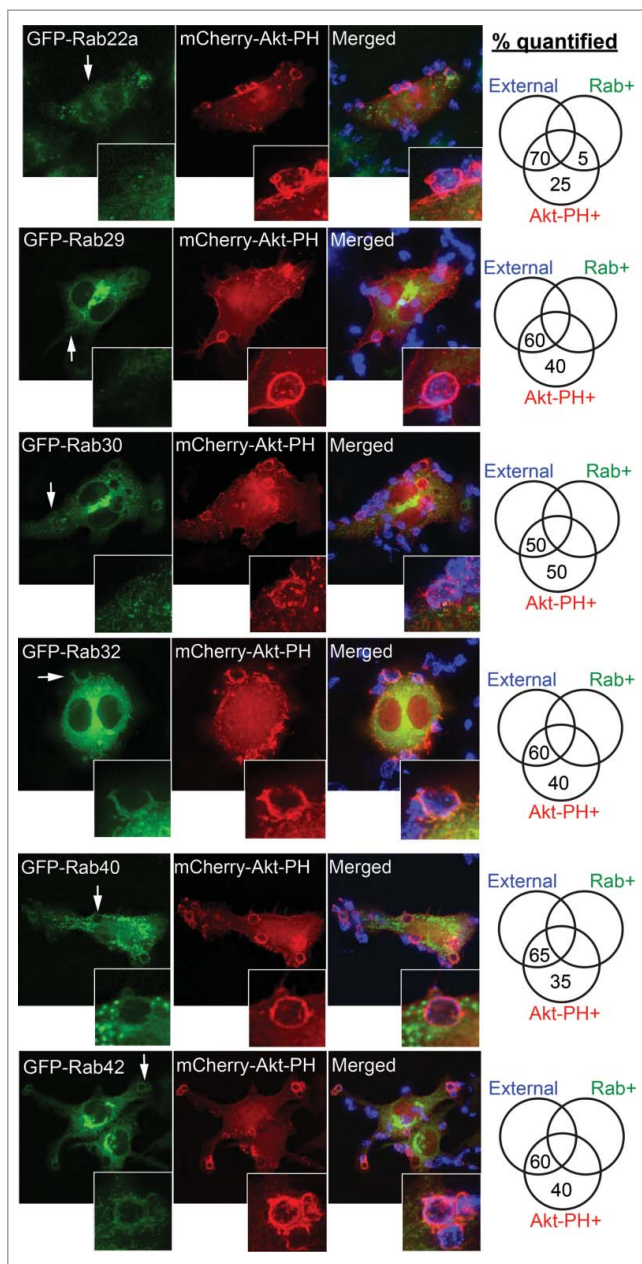 GFP-Rab22a mCherry-Akt-PH Merged % quantified
External Rab+
70 5
25
Akt-PH+
GFP-Rab29 mCherry-Akt-PH Merged
External Rab+
60
40
Akt-PH+
GFP-Rab30 mCherry-Akt-PH Merged
External Rab+
50
50
Akt-PH+
GFP-Rab32 mCherry-Akt-PH Merged
External Rab+
60
40
Akt-PH+
GFP-Rab40 mCherry-Akt-PH Merged
External Rab+
65
35
Akt-PH+
GFP-Rab42 mCherry-Akt-PH Merged
External Rab+
60
40
Akt-PH+